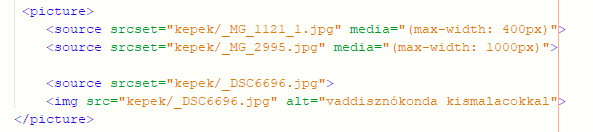 <picture>
<source srcset="kepek/_MG_1121_1.jpg" media="(max-width: 400px)">
<source srcset="kepek/_MG_2995.jpg" media="(max-width: 1000px)">
<source srcset="kepek/_DSC6696.jpg">
<img src="kepek/_DSC6696.jpg" alt="vaddisznókonda kismalacokkal">
</picture>